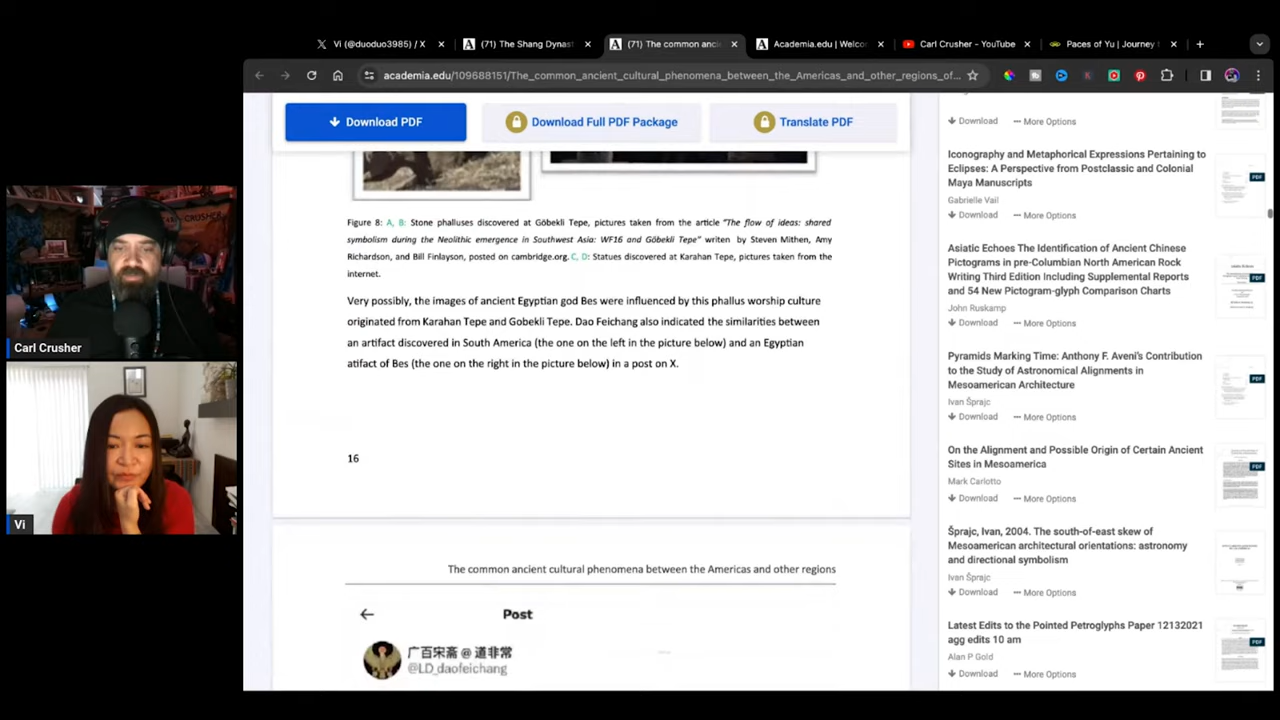 Vi (@duoduo3985) / X
(71) The Shang Dynast
(71) The common anci
Academia.edu | Welco
Carl Crusher - YouTube
Paces of Yu | Journey
academia.edu/109688151/The_common_ancient_cultural_phenomena_between_the_Americas_and_other_regions_of...
Download PDF
Download Full PDF Package
Translate PDF
Figure 8: A, B: Stone phalluses discovered at Göbekli Tepe, pictures taken from the article "The flow of ideas: shared
symbolism during the Neolithic emergence in Southwest Asia: WF16 and Göbekli Tepe" writen by Steven Mithen, Amy
Richardson, and Bill Finlayson, posted on cambridge.org. C, D: Statues discovered at Karahan Tepe, pictures taken from the
internet.
Very possibly, the images of ancient Egyptian god Bes were influenced by this phallus worship culture
originated from Karahan Tepe and Gobekli Tepe. Dao Feichang also indicated the similarities between
an artifact discovered in South America (the one on the left in the picture below) and an Egyptian
atifact of Bes (the one on the right in the picture below) in a post on X.
16
The common ancient cultural phenomena between the Americas and other regions
Post
广百宋斋 @ 道非常
@LD_daofeichang
Download
More Options
Iconography and Metaphorical Expressions Pertaining to
Eclipses: A Perspective from Postclassic and Colonial
Maya Manuscripts
Gabrielle Vail
Download
More Options
PDF
Asiatic Echoes The Identification of Ancient Chinese
Pictograms in pre-Columbian North American Rock
Writing Third Edition Including Supplemental Reports
and 54 New Pictogram-glyph Comparison Charts
John Ruskamp
Download
More Options
PDF
Pyramids Marking Time: Anthony F. Aveni's Contribution
to the Study of Astronomical Alignments in
Mesoamerican Architecture
Ivan Šprajc
Download
More Options
PDF
On the Alignment and Possible Origin of Certain Ancient
Sites in Mesoamerica
Mark Carlotto
Download
More Options
PDF
Šprajc, Ivan, 2004. The south-of-east skew of
Mesoamerican architectural orientations: astronomy
and directional symbolism
Ivan Šprajc
Download
More Options
Latest Edits to the Pointed Petroglyphs Paper 12132021
agg edits 10 am
Alan P Gold
Download
More Options
PDF
CRUSHER
Carl Crusher
Vi